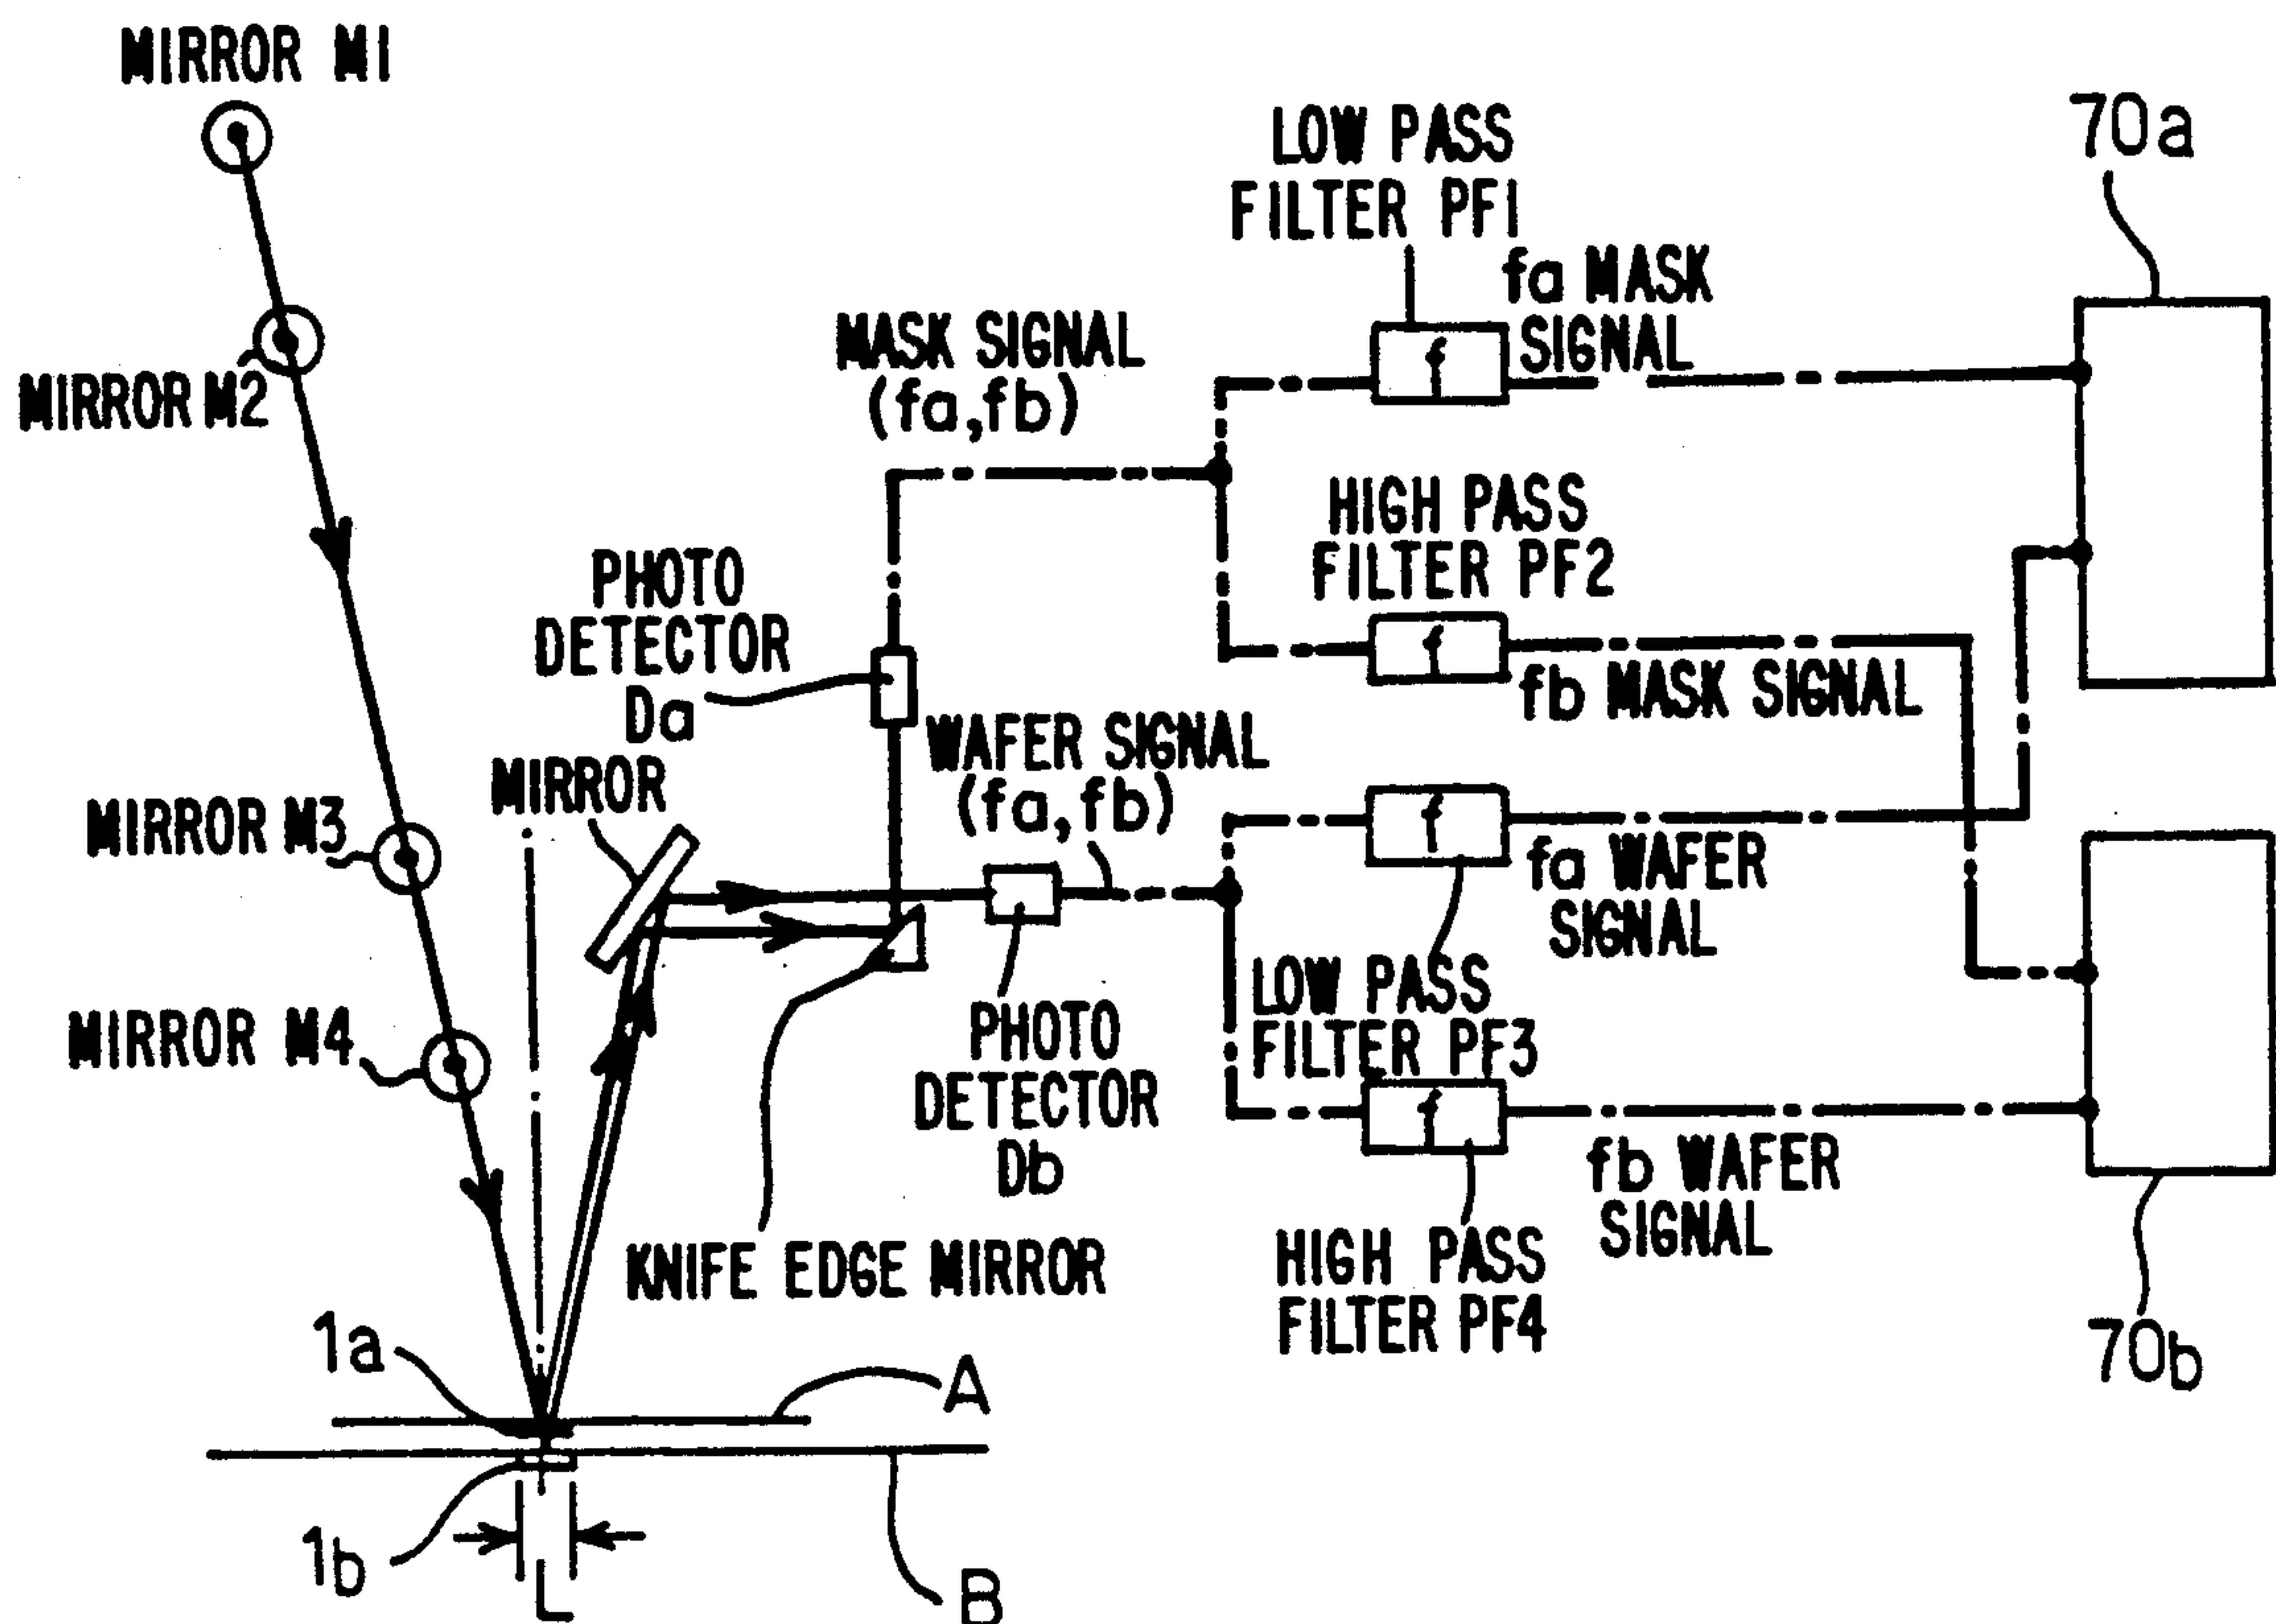 MIRROR M1
LOW PASS
FILTER PF1
70a
fa MASK
SIGNAL
MASK SIGNAL
(fa,fb)
MIRROR M2
HIGH PASS
FILTER PF2
f
PHOTO
DETECTOR
Da
f
fb MASK SIGNAL
WAFER SIGNAL
(fa,fb)
MIRROR
MIRROR M3
f
fa WAFER
SIGNAL
LOW PASS
FILTER PF3
MIRROR M4
PHOTO
DETECTOR
Db
f
fb WAFER
SIGNAL
KNIFE EDGE MIRROR
HIGH PASS
FILTER PF4
70b
1a
A
1b
L
B